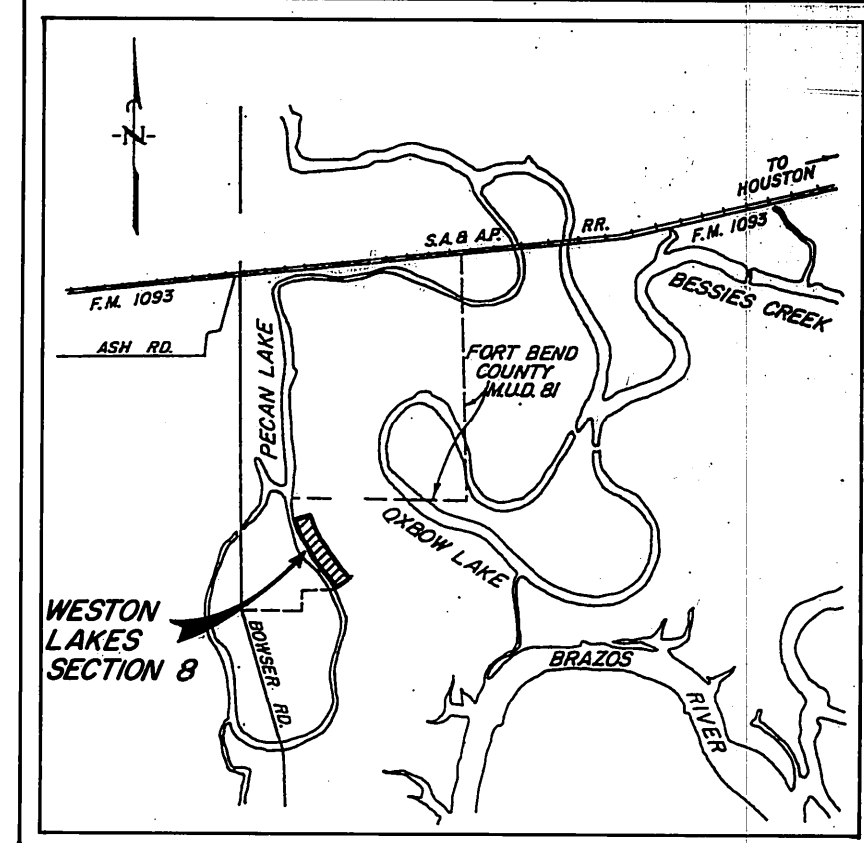 -N-
TO
HOUSTON
S.A. & A.P. RR.
F.M. 1093
F.M. 1093
BESSIES CREEK
ASH RD.
PECAN LAKE
FORT BEND
COUNTY
M.U.D. 81
OXBOW LAKE
WESTON
LAKES
SECTION 8
BOWSER RD.
BRAZOS
RIVER